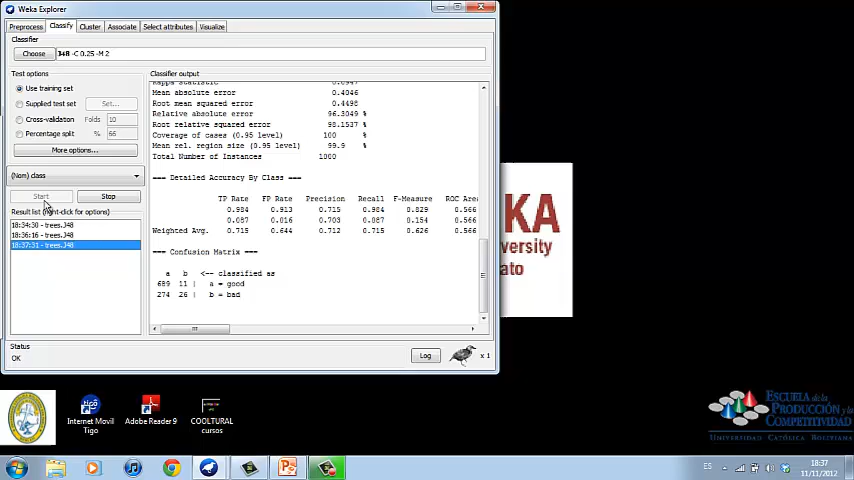 Weka Explorer
Preprocess Classify Cluster Associate Select attributes Visualize
Classifier
Choose J48 -C 0.25 -M 2
Test options
Use training set
Supplied test set Set...
Cross-validation Folds 10
Percentage split % 66
More options...
(Nom) class
Start Stop
Result list (right-click for options)
18:34:30 - trees.J48
18:36:16 - trees.J48
18:37:31 - trees.J48
Classifier output
Mean absolute error 0.4046
Root mean squared error 0.4498
Relative absolute error 96.3049 %
Root relative squared error 98.1537 %
Coverage of cases (0.95 level) 100 %
Mean rel. region size (0.95 level) 99.9 %
Total Number of Instances 1000
=== Detailed Accuracy By Class ===
TP Rate FP Rate Precision Recall F-Measure ROC Area
0.984 0.913 0.715 0.984 0.829 0.566
0.087 0.016 0.703 0.087 0.154 0.566
Weighted Avg. 0.715 0.644 0.712 0.715 0.626 0.566
=== Confusion Matrix ===
a b <-- classified as
689 11 | a = good
274 26 | b = bad
Status
OK
Log x 1
KA
versity
ato
Internet Movil Tigo
Adobe Reader 9
COOLTURAL cursos
ESCUELA de la
PRODUCCIÓN y la
COMPETITIVIDAD
UNIVERSIDAD CATÓLICA BOLIVIANA
ES
18:37
11/11/2012